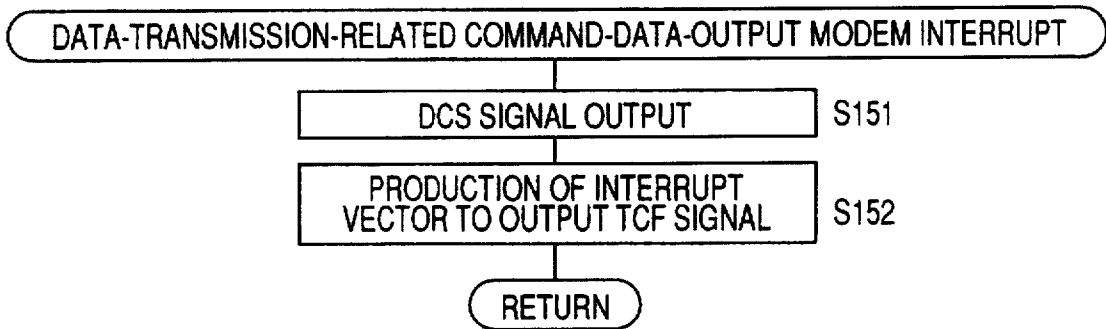 DATA-TRANSMISSION-RELATED COMMAND-DATA-OUTPUT MODEM INTERRUPT
DCS SIGNAL OUTPUT S151
PRODUCTION OF INTERRUPT
VECTOR TO OUTPUT TCF SIGNAL S152
RETURN